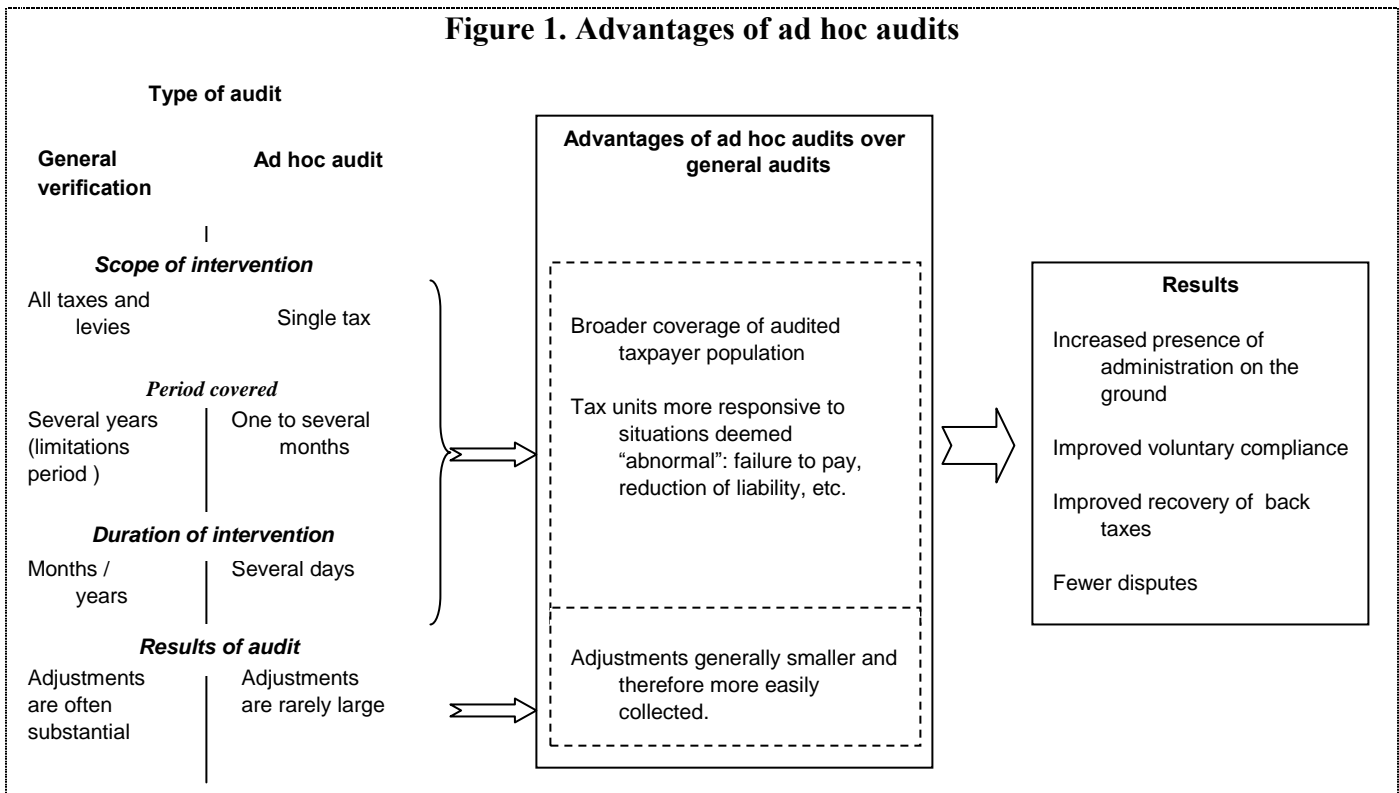 Figure 1. Advantages of ad hoc audits
Type of audit
General
verification
Ad hoc audit
Scope of intervention
All taxes and
levies
Single tax
Period covered
Several years
(limitations
period )
One to several
months
Duration of intervention
Months /
years
Several days
Results of audit
Adjustments
are often
substantial
Adjustments
are rarely large
Advantages of ad hoc audits over
general audits
Broader coverage of audited
taxpayer population
Tax units more responsive to
situations deemed
“abnormal”: failure to pay,
reduction of liability, etc.
Adjustments generally smaller and
therefore more easily
collected.
Results
Increased presence of
administration on the
ground
Improved voluntary compliance
Improved recovery of back
taxes
Fewer disputes